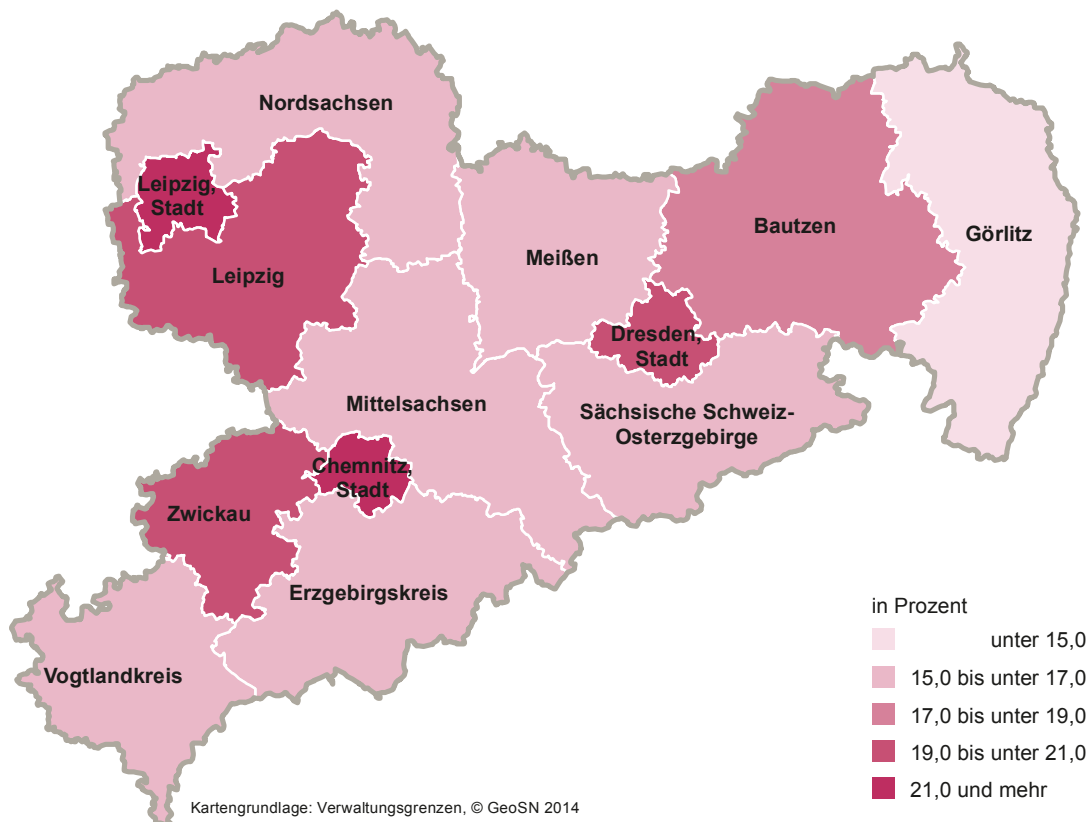 Nordsachsen
Leipzig,
Stadt
Leipzig
Meißen
Bautzen
Görlitz
Dresden,
Stadt
Mittelsachsen
Sächsische Schweiz-
Osterzgebirge
Chemnitz,
Stadt
Zwickau
Erzgebirgskreis
Vogtlandkreis
in Prozent
unter 15,0
15,0 bis unter 17,0
17,0 bis unter 19,0
19,0 bis unter 21,0
21,0 und mehr
Kartengrundlage: Verwaltungsgrenzen, © GeoSN 2014